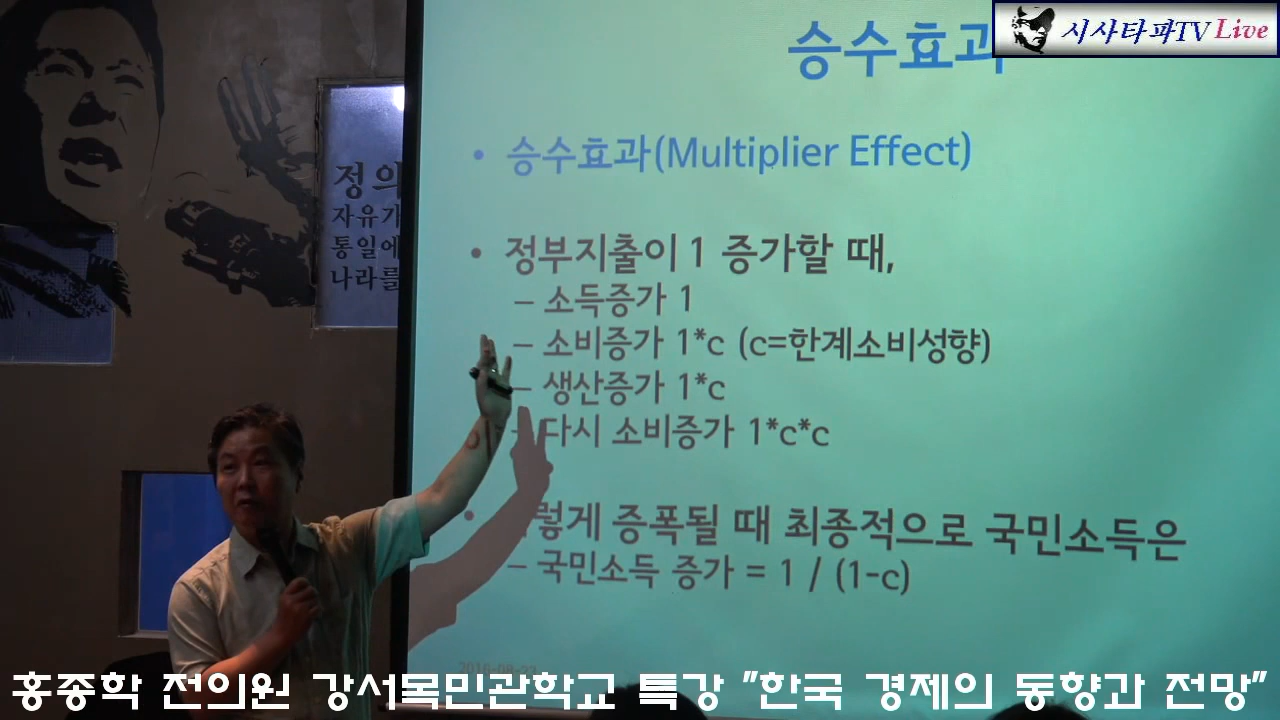 시사타파TV Live
승수효과
• 승수효과(Multiplier Effect)
• 정부지출이 1 증가할 때,
– 소득증가 1
– 소비증가 1*c (c=한계소비성향)
– 생산증가 1*c
– 다시 소비증가 1*c*c
• 렇게 증폭될 때 최종적으로 국민소득은
– 국민소득 증가 = 1 / (1-c)
정의
자유가
통일에
나라를
홍종학 전의원 강서목민관학교 특강 "한국 경제의 동향과 전망"